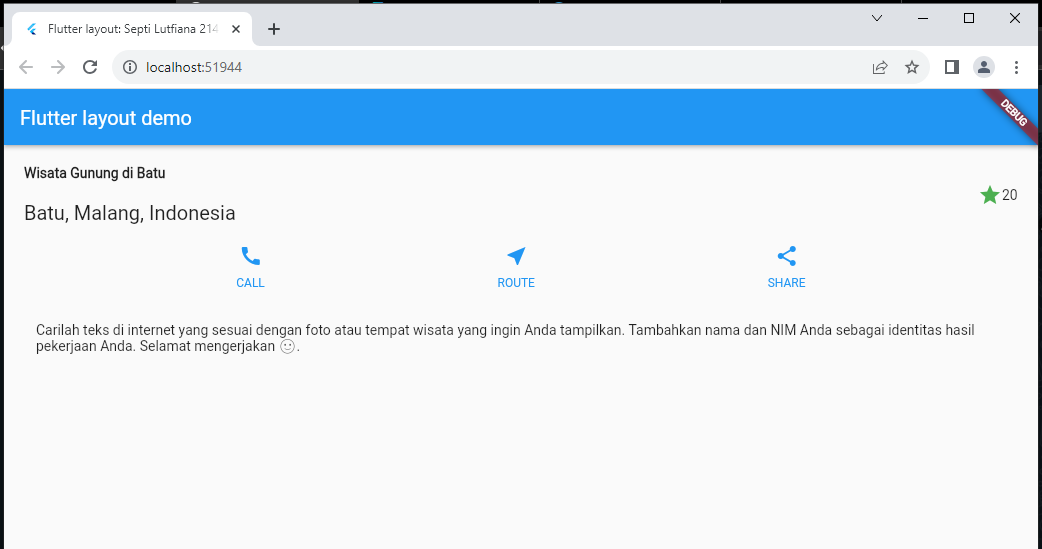 Flutter layout: Septi Lutfiana 214
localhost:51944
Flutter layout demo
DEBUG
Wisata Gunung di Batu
20
Batu, Malang, Indonesia
CALL ROUTE SHARE
Carilah teks di internet yang sesuai dengan foto atau tempat wisata yang ingin Anda tampilkan. Tambahkan nama dan NIM Anda sebagai identitas hasil
pekerjaan Anda. Selamat mengerjakan 🙂.